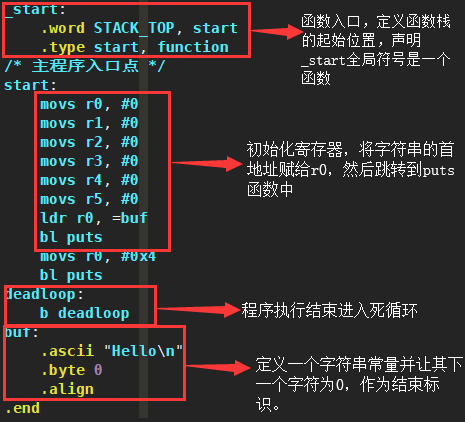 _start:
.word STACK_TOP, start
.type start, function
/* 主程序入口点 */
start:
movs r0, #0
movs r1, #0
movs r2, #0
movs r3, #0
movs r4, #0
movs r5, #0
ldr r0, =buf
bl puts
movs r0, #0x4
bl puts
deadloop:
b deadloop
buf:
.ascii "Hello\n"
.byte 0
.align
.end
函数入口，定义函数栈
的起始位置，声明
_start全局符号是一个
函数
初始化寄存器，将字符串的首
地址赋给r0，然后跳转到puts
函数中
程序执行结束进入死循环
定义一个字符串常量并让其下
一个字符为0，作为结束标
识。